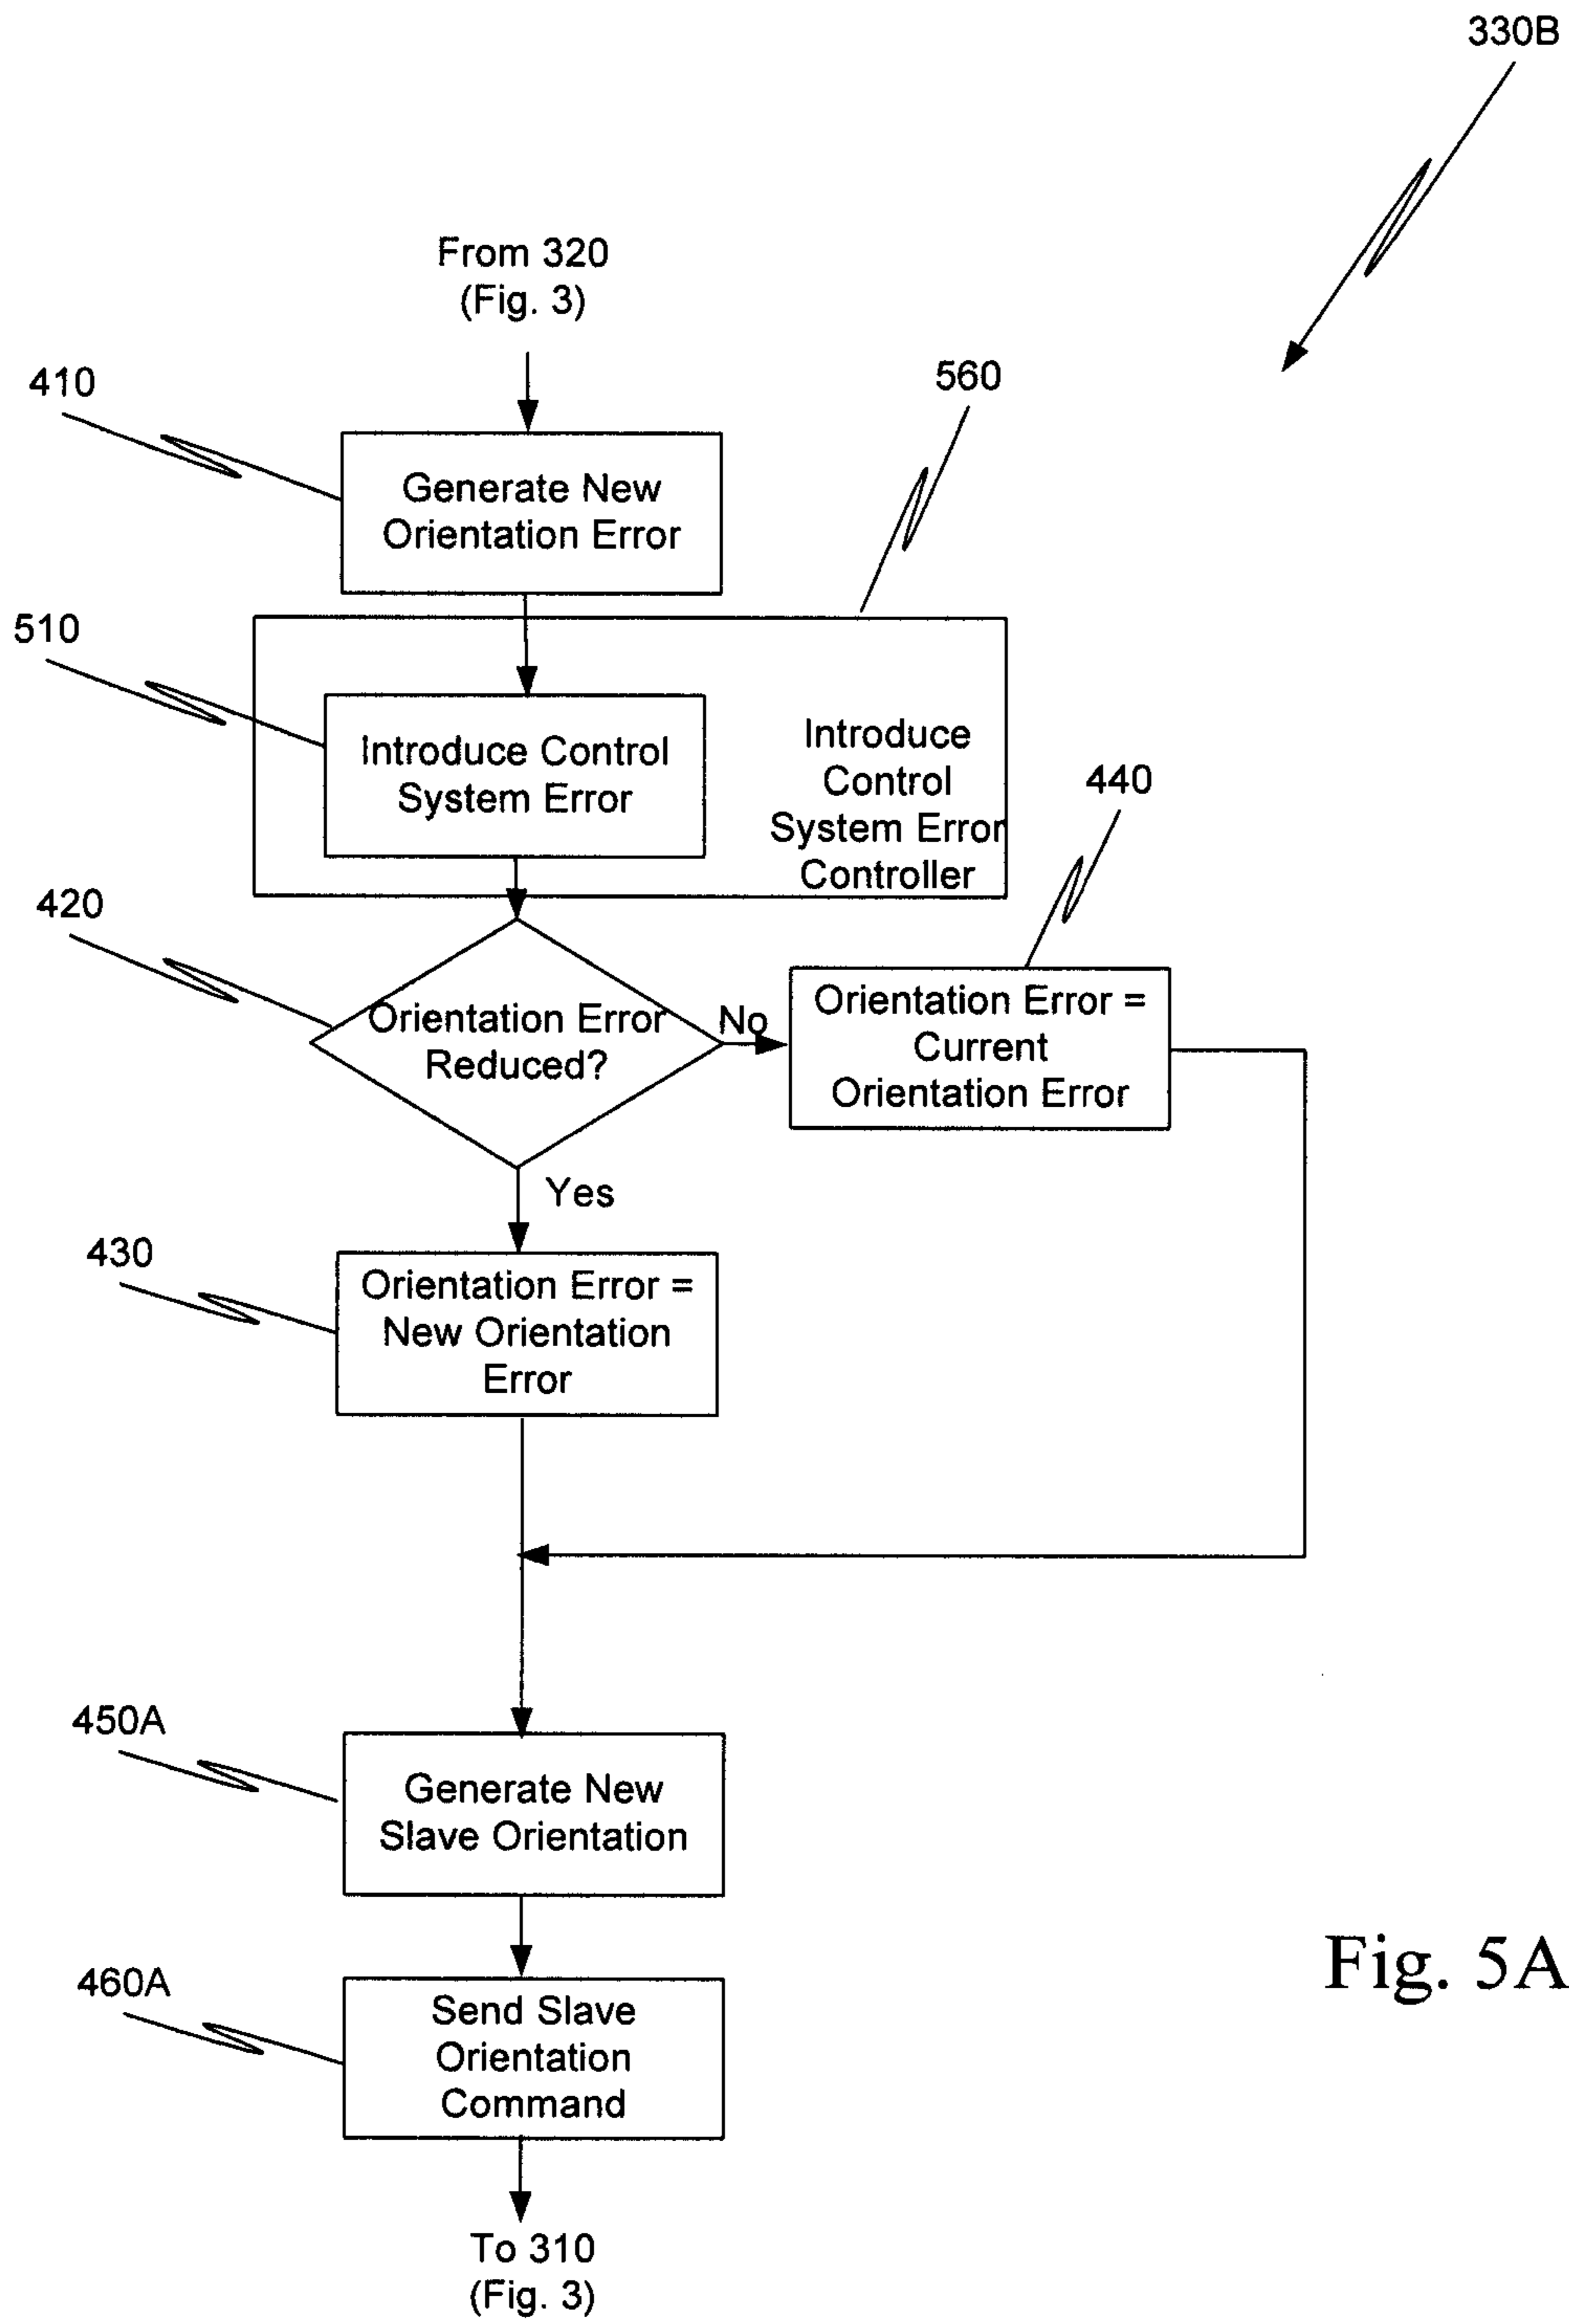 330B
From 320
(Fig. 3)
410
560
Generate New
Orientation Error
510
Introduce Control
System Error
Introduce
Control
System Error
Controller
440
420
Orientation Error
Reduced?
No
Orientation Error =
Current
Orientation Error
Yes
430
Orientation Error =
New Orientation
Error
450A
Generate New
Slave Orientation
460A
Send Slave
Orientation
Command
Fig. 5A
To 310
(Fig. 3)